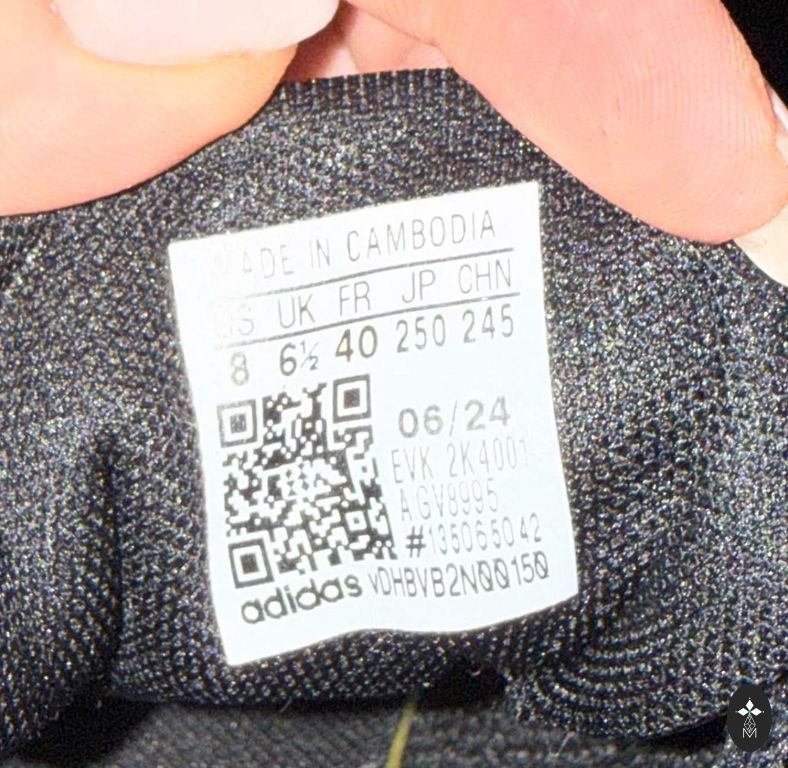 MADE IN CAMBODIA
US UK FR JP CHN
8 6½ 40 250 245
06/24
EVK 2K4001
AGV8995
#135065042
adidas vDHBVB2NQQ15Q
M